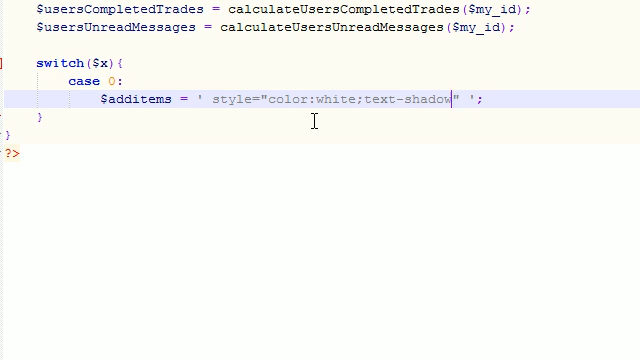 $usersCompletedTrades = calculateUsersCompletedTrades($my_id);
$usersUnreadMessages = calculateUsersUnreadMessages($my_id);
switch($x){
case 0:
$additems = ' style="color:white;text-shadow" ';
}
}
?>